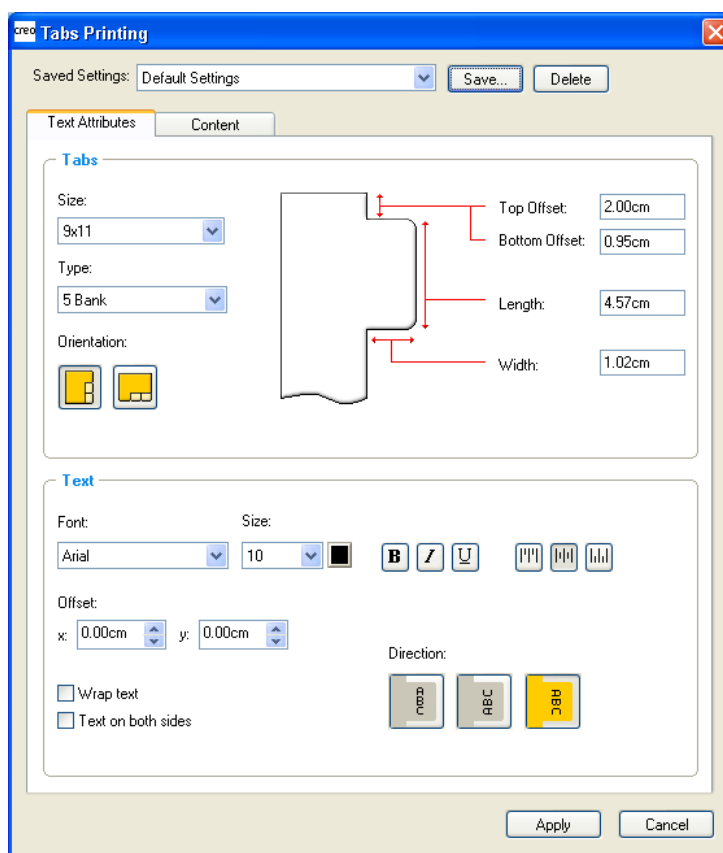 creo Tabs Printing
Saved Settings: Default Settings Save... Delete
Text Attributes Content
Tabs
Size:
9x11
Type:
5 Bank
Orientation:
Top Offset: 2.00cm
Bottom Offset: 0.95cm
Length: 4.57cm
Width: 1.02cm
Text
Font: Size:
Arial 10 B I U
Offset:
x: 0.00cm y: 0.00cm
Direction:
ABC ABC ABC
Wrap text
Text on both sides
Apply Cancel